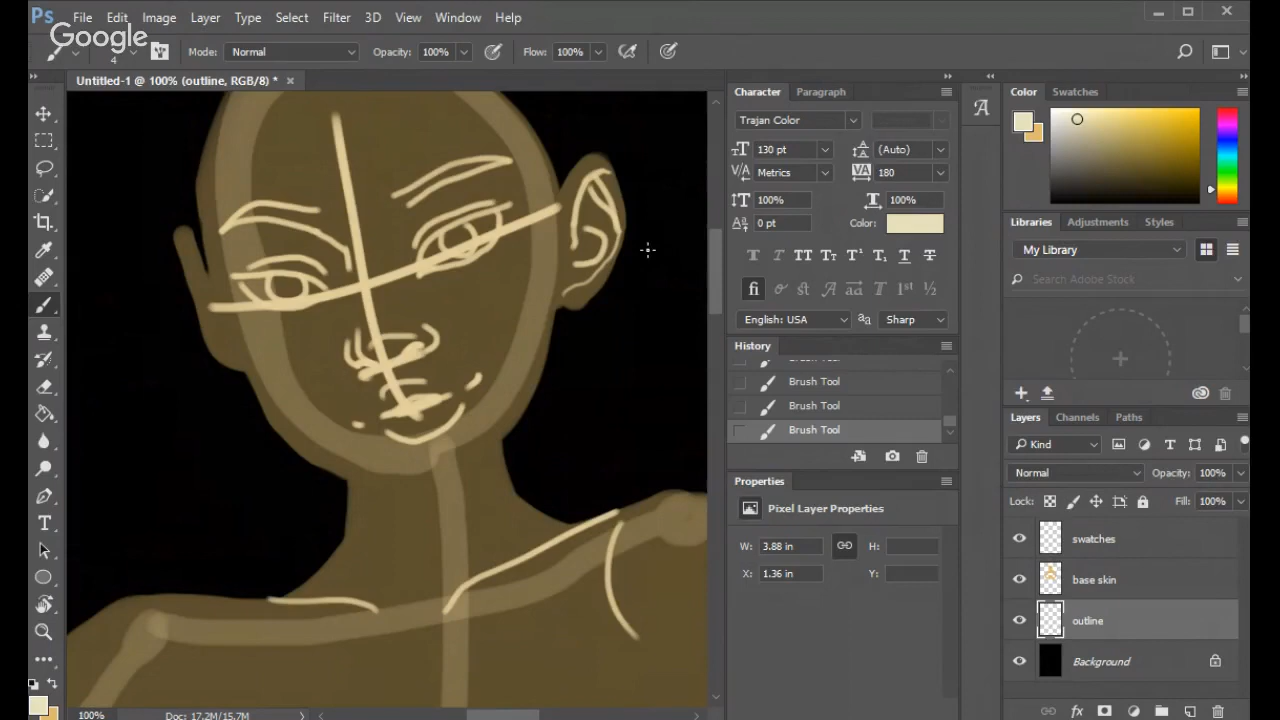 Ps File Edit Image Layer Type Select Filter 3D View Window Help
Google
4 Mode: Normal Opacity: 100% Flow: 100%
Untitled-1 @ 100% (outline, RGB/8) *
Character Paragraph
Trajan Color
130 pt (Auto)
Metrics 180
100% 100%
0 pt Color:
English: USA Sharp
History
Brush Tool
Brush Tool
Brush Tool
Properties
Pixel Layer Properties
W: 3.88 in H:
X: 1.36 in Y:
Color Swatches
Libraries Adjustments Styles
My Library
Search Adobe Stock
Layers Channels Paths
Kind
Normal Opacity: 100%
Lock: Fill: 100%
swatches
base skin
outline
Background
100% Doc: 17.2M/15.7M